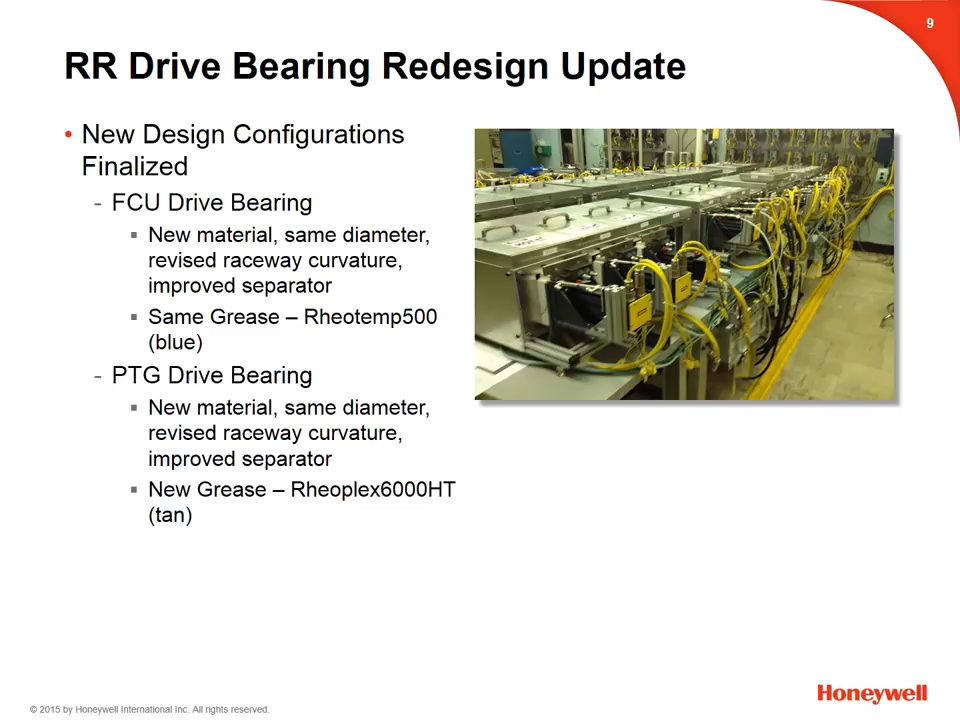 9
RR Drive Bearing Redesign Update
• New Design Configurations
Finalized
- FCU Drive Bearing
▪ New material, same diameter,
revised raceway curvature,
improved separator
▪ Same Grease – Rheotemp500
(blue)
- PTG Drive Bearing
▪ New material, same diameter,
revised raceway curvature,
improved separator
▪ New Grease – Rheoplex6000HT
(tan)
© 2015 by Honeywell International Inc. All rights reserved.
Honeywell